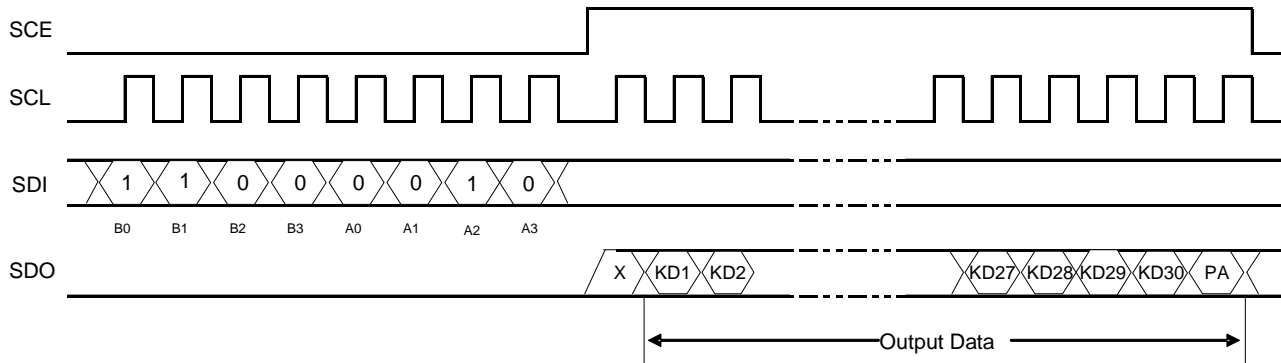 SCE
SCL
SDI 1 1 0 0 0 0 1 0
B0 B1 B2 B3 A0 A1 A2 A3
SDO X KD1 KD2 KD27 KD28 KD29 KD30 PA
Output Data